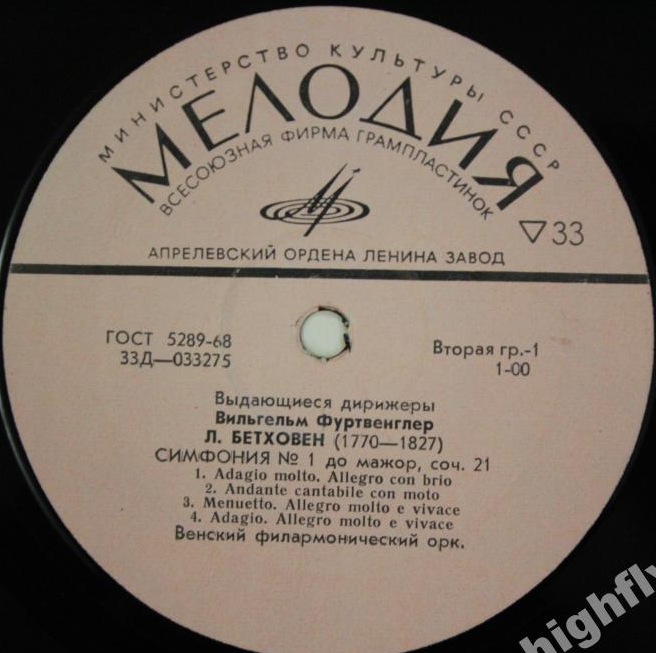 МИНИСТЕРСТВО КУЛЬТУРЫ СССР
МЕЛОДИЯ
ВСЕСОЮЗНАЯ ФИРМА ГРАМПЛАСТИНОК
▽ 33
АПРЕЛЕВСКИЙ ОРДЕНА ЛЕНИНА ЗАВОД
ГОСТ 5289-68
33Д—033275
Вторая гр.-1
1-00
Выдающиеся дирижеры
Вильгельм Фуртвенглер
Л. БЕТХОВЕН (1770—1827)
СИМФОНИЯ № 1 до мажор, соч. 21
1. Adagio molto. Allegro con brio
2. Andante cantabile con moto
3. Menuetto. Allegro molto e vivace
4. Adagio. Allegro molto e vivace
Венский филармонический орк.
highfly